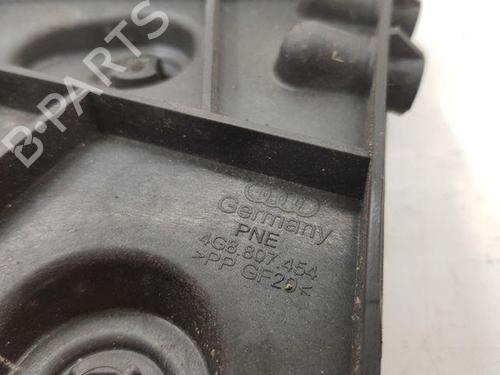 B-PARTS
Germany
PNE
4G8 807 454
>PP GF20<